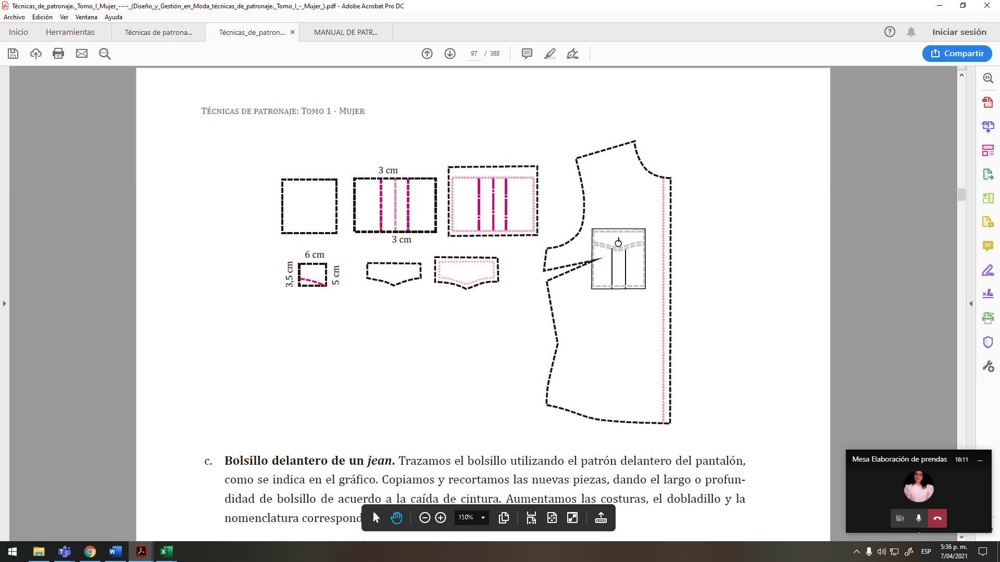 Técnicas_de_patronaje._Tomo_I_Mujer_----_(Diseño_y_Gestión_en_Moda_técnicas_de_patronaje._Tomo_I_-_Mujer_).pdf - Adobe Acrobat Pro DC
Archivo Edición Ver Ventana Ayuda
Inicio Herramientas Técnicas de patrona... Técnicas_de_patron... × MANUAL DE PATR... Iniciar sesión
97 / 388 Compartir
Técnicas de patronaje: Tomo 1 - Mujer
3 cm
3 cm
6 cm
3,5 cm
5 cm
c. Bolsillo delantero de un jean. Trazamos el bolsillo utilizando el patrón delantero del pantalón,
como se indica en el gráfico. Copiamos y recortamos las nuevas piezas, dando el largo o profun-
didad de bolsillo de acuerdo a la caída de cintura. Aumentamos las costuras, el dobladillo y la
nomenclatura correspond
150%
Mesa Elaboración de prendas 18:11
ESP
5:36 p. m.
7/04/2021